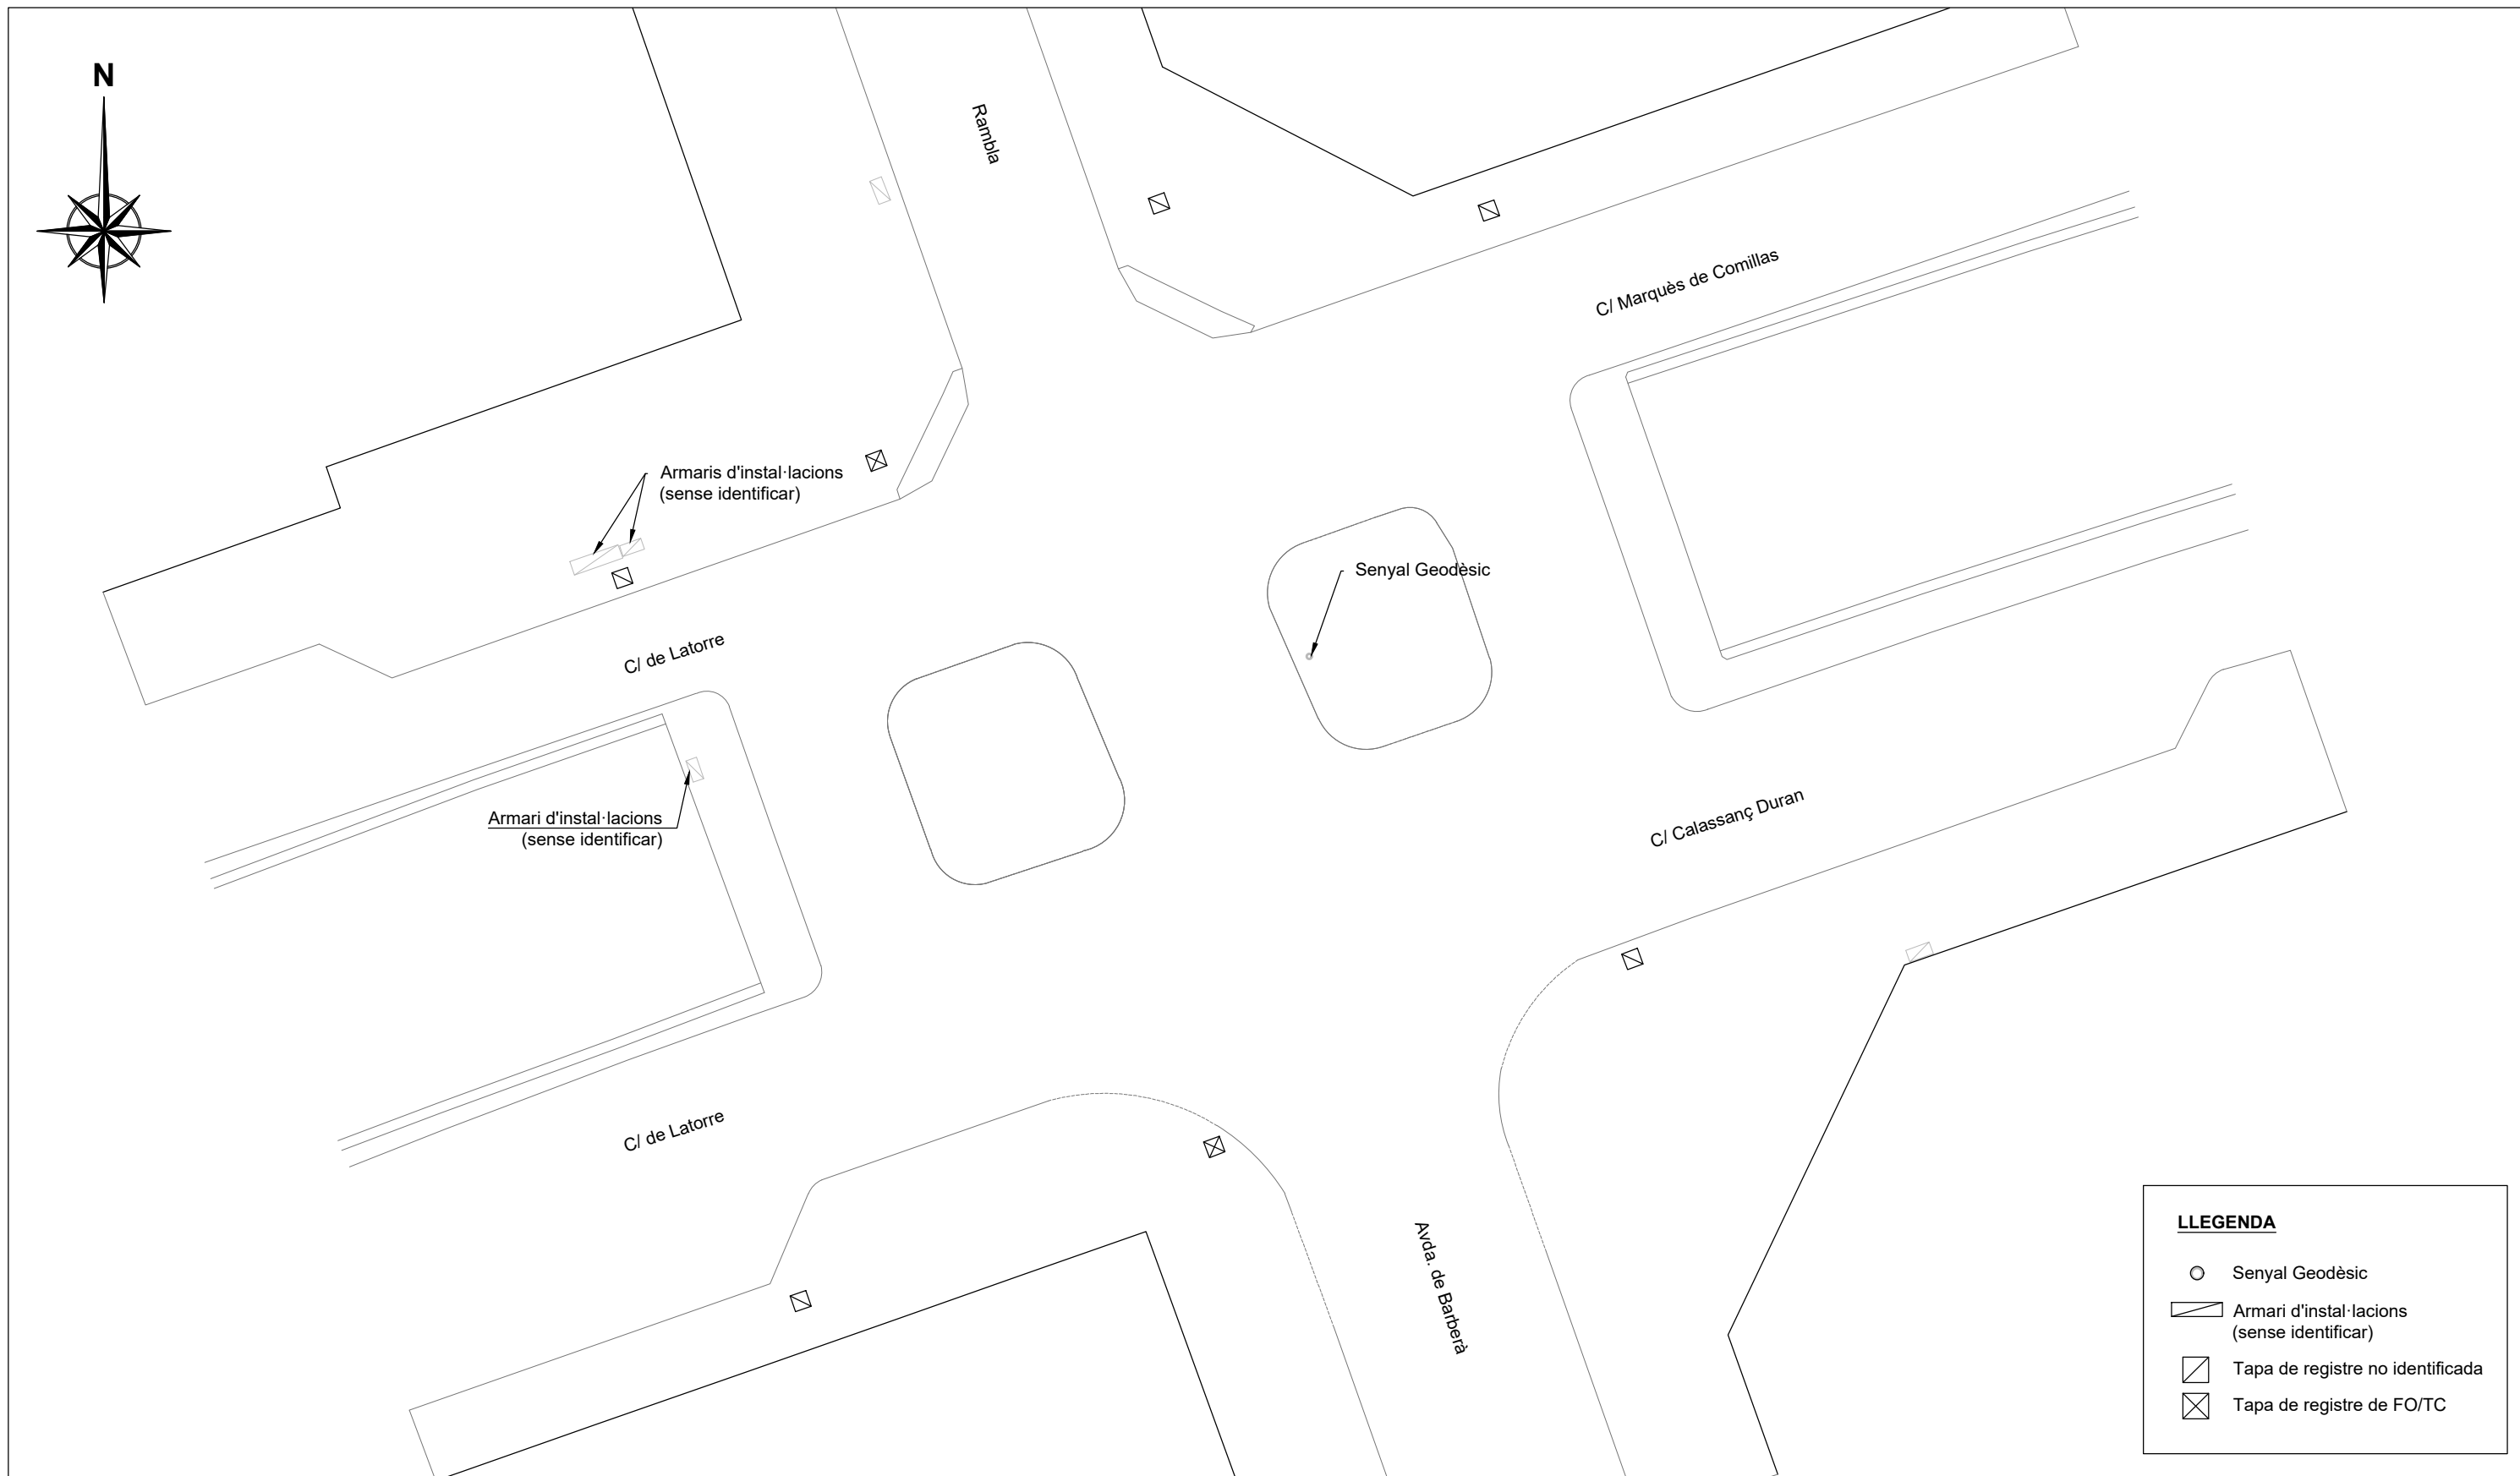 N
Rambla
C/ Marquès de Comillas
Armaris d'instal·lacions
(sense identificar)
Senyal Geodèsic
C/ de Latorre
Armari d'instal·lacions
(sense identificar)
C/ Calassanç Duran
C/ de Latorre
Avda. de Barberà
LLEGENDA
Senyal Geodèsic
Armari d'instal·lacions
(sense identificar)
Tapa de registre no identificada
Tapa de registre de FO/TC